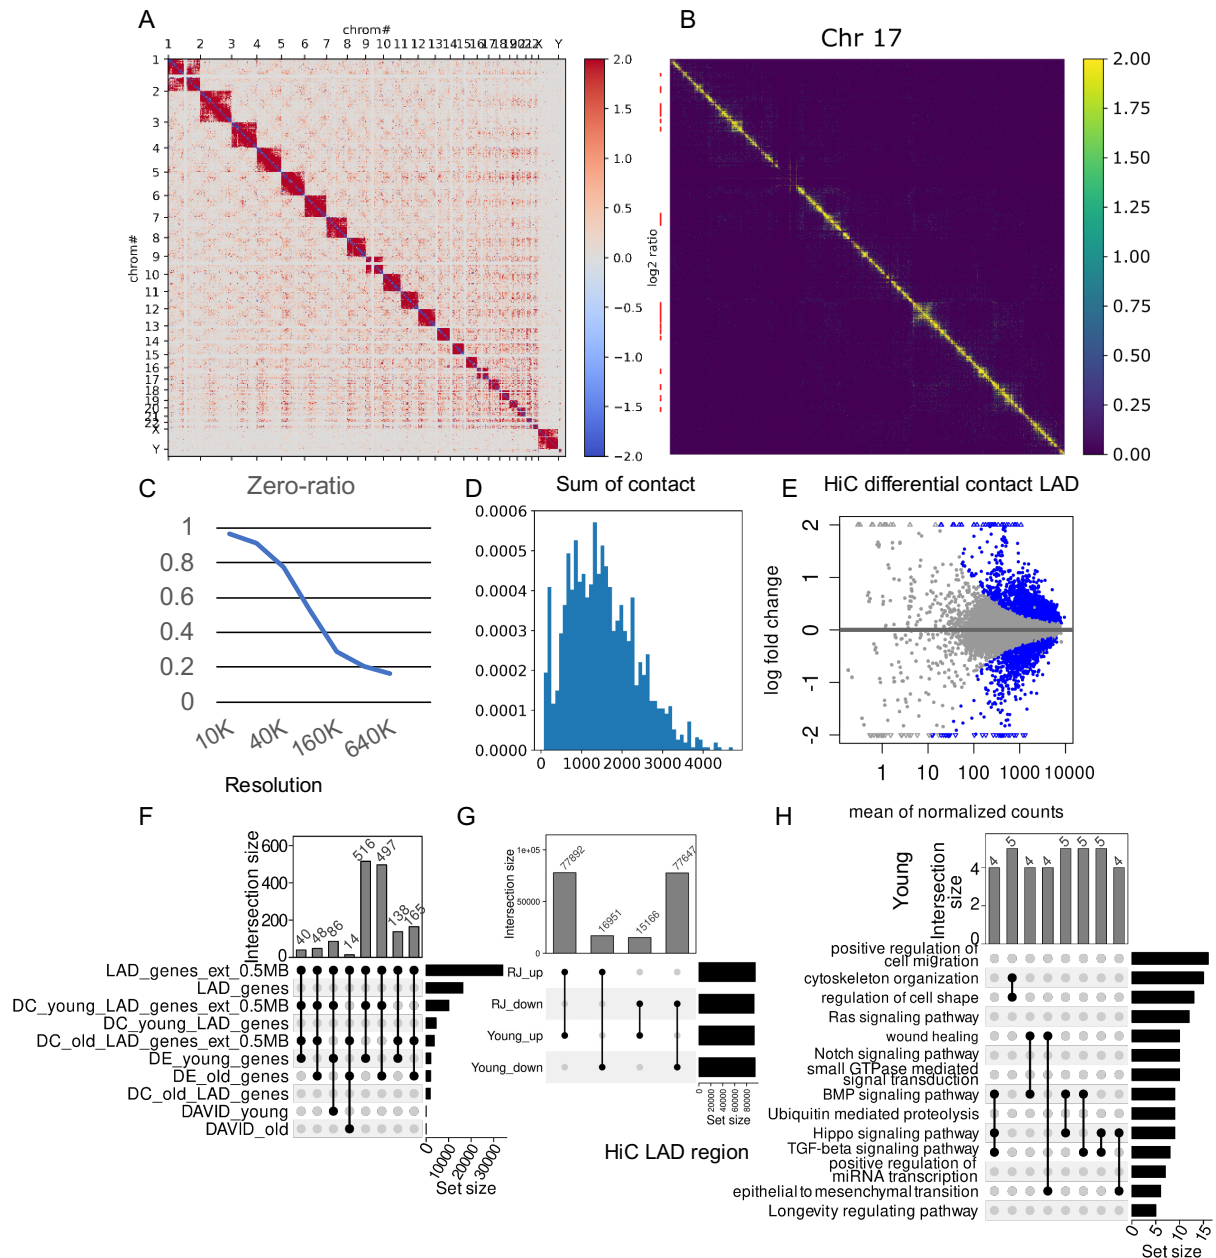 A
chrom#
1 2 3 4 5 6 7 8 9 10 11 12 13 14 15 16 17 18 19 20 21 22 X Y
chrom#
1
2
3
4
5
6
7
8
9
10
11
12
13
14
15
16
17
18
19
20
21
22
X
Y
2.0
1.5
1.0
0.5
0.0
−0.5
−1.0
−1.5
−2.0
log2 ratio
B
Chr 17
2.00
1.75
1.50
1.25
1.00
0.75
0.50
0.25
0.00
C
Zero-ratio
1
0.8
0.6
0.4
0.2
0
10K 40K 160K 640K
Resolution
D
Sum of contact
0.0006
0.0005
0.0004
0.0003
0.0002
0.0001
0.0000
0 1000 2000 3000 4000
E
HiC differential contact LAD
log fold change
2
1
0
-1
-2
1 10 100 1000 10000
mean of normalized counts
F
Intersection size
600
400
200
0
40 48 86 14 516 497 138 165
LAD_genes_ext_0.5MB
LAD_genes
DC_young_LAD_genes_ext_0.5MB
DC_young_LAD_genes
DC_old_LAD_genes_ext_0.5MB
DE_young_genes
DE_old_genes
DC_old_LAD_genes
DAVID_young
DAVID_old
0 10000 20000 30000
Set size
G
Intersection size
1e+05
50000
0
77892 16951 15166 77647
RJ_up
RJ_down
Young_up
Young_down
0 20000 40000 60000 80000
Set size
HiC LAD region
H
Young
Intersection
size
4
2
0
4 5 4 4 5 5 5 4
positive regulation of
cell migration
cytoskeleton organization
regulation of cell shape
Ras signaling pathway
wound healing
Notch signaling pathway
small GTPase mediated
signal transduction
BMP signaling pathway
Ubiquitin mediated proteolysis
Hippo signaling pathway
TGF-beta signaling pathway
positive regulation of
miRNA transcription
epithelial to mesenchymal transition
Longevity regulating pathway
0 5 10 15
Set size